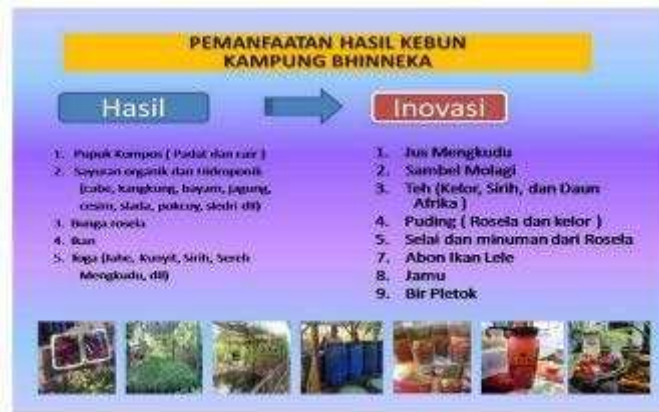 PEMANFAATAN HASIL KEBUN
KAMPUNG BHINNEKA
Hasil
1. Pupuk Kompos ( Padat dan cair )
2. Sayuran organik dan Hidroponik
(cabe, kangkung, bayam, jagung,
cesim, slada, pokcoy, sledri dll)
3. Bunga rosela
4. Ikan
5. Toga (Jahe, Kunyit, Sirih, Sereh
Mengkudu, dll)
Inovasi
1. Jus Mengkudu
2. Sambel Molagi
3. Teh (Kelor, Sirih, dan Daun
Afrika )
4. Puding ( Rosela dan kelor )
5. Selai dan minuman dari Rosela
7. Abon Ikan Lele
8. Jamu
9. Bir Pletok